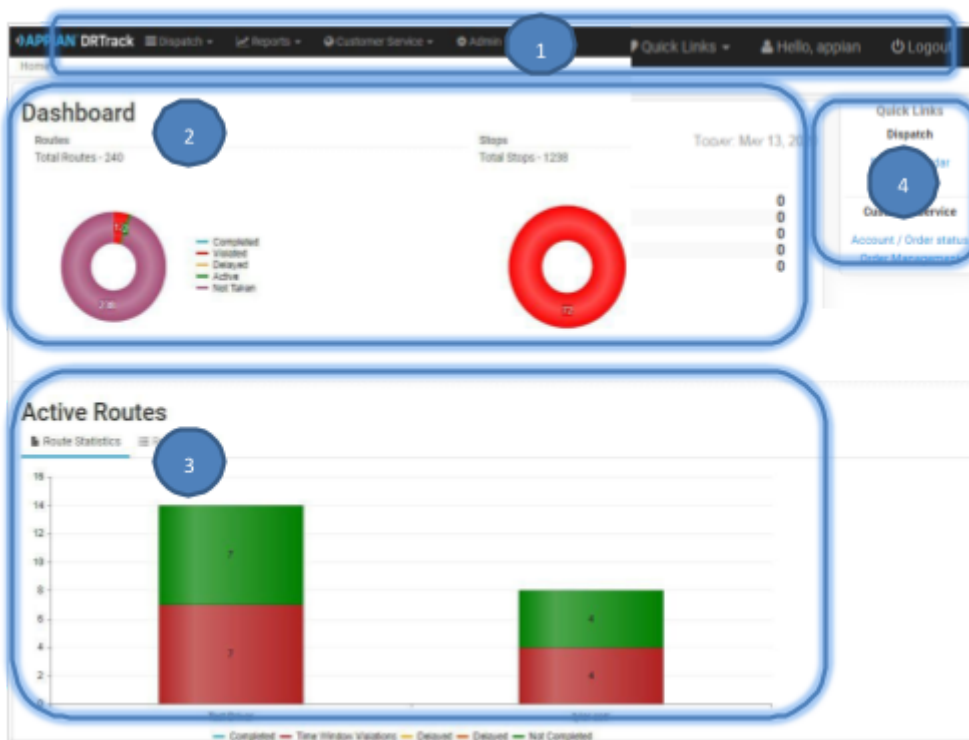 APPIAN DRTrack Dispatch Reports Customer Service Admin 1 Quick Links Hello, appian Logout
Home
Dashboard
2
Routes
Total Routes - 240
Stops
Total Stops - 1238
Today: May 13,
0
0
0
0
0
Completed
Violated
Delayed
Active
Not Taken
72
Quick Links
Dispatch
4
Account / Order status
Order Management
Active Routes
Route Statistics
3
16
14
12
10
8
6
4
2
0
7
7
4
4
Completed Time Window Violations Delayed Delayed Not Completed